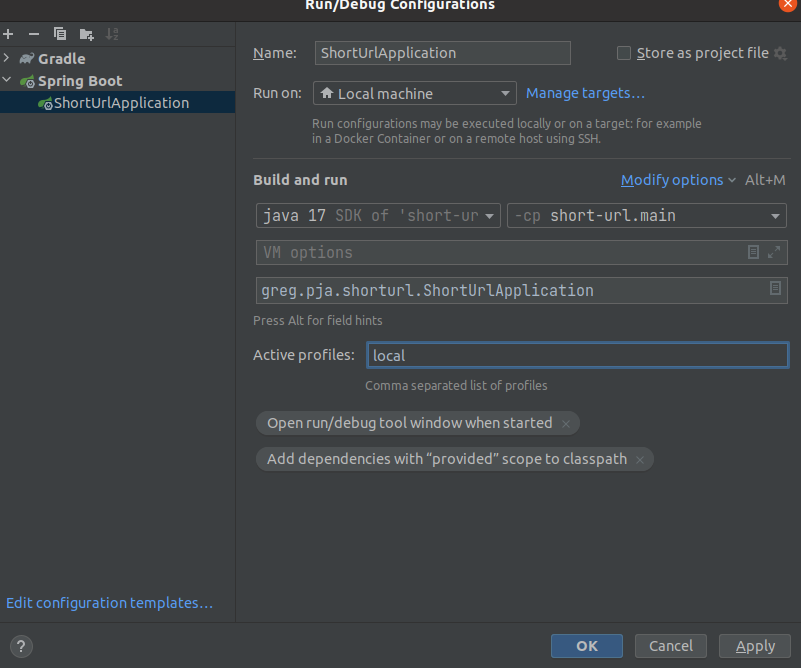 Run/Debug Configurations
Gradle
Spring Boot
ShortUrlApplication
Name: ShortUrlApplication Store as project file
Run on: Local machine Manage targets…
Run configurations may be executed locally or on a target: for example
in a Docker Container or on a remote host using SSH.
Build and run Modify options Alt+M
java 17 SDK of 'short-ur -cp short-url.main
VM options
greg.pja.shorturl.ShortUrlApplication
Press Alt for field hints
Active profiles: local
Comma separated list of profiles
Open run/debug tool window when started ×
Add dependencies with “provided” scope to classpath ×
Edit configuration templates…
? OK Cancel Apply